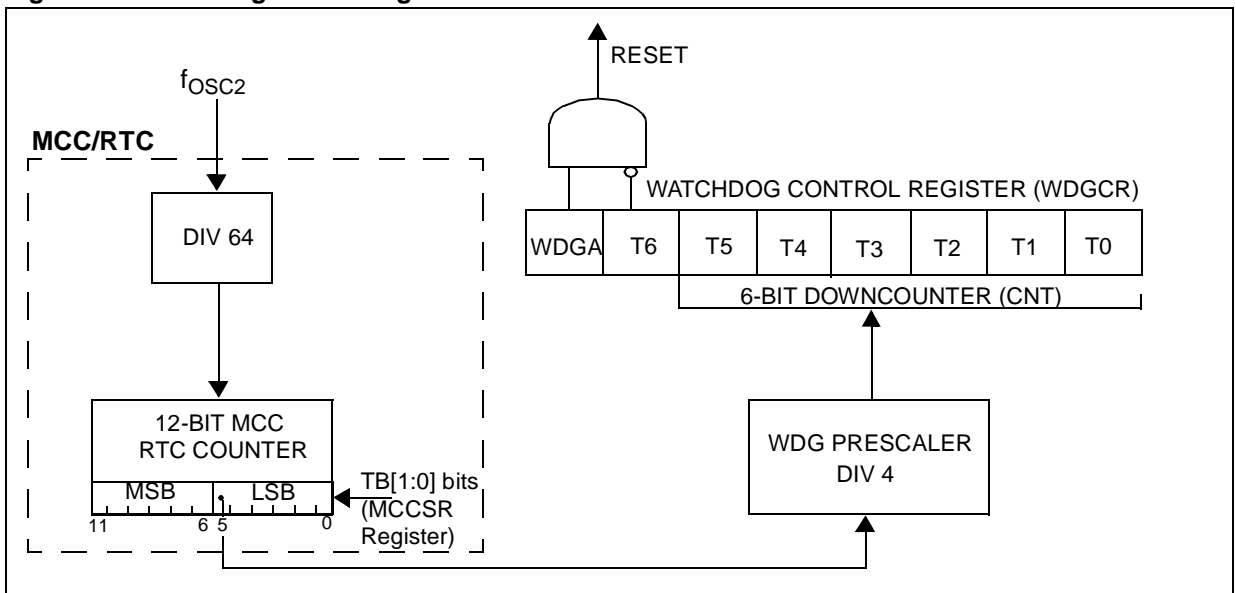 RESET
fOSC2
MCC/RTC
DIV 64
WATCHDOG CONTROL REGISTER (WDGCR)
WDGA T6 T5 T4 T3 T2 T1 T0
6-BIT DOWNCOUNTER (CNT)
12-BIT MCC
RTC COUNTER
MSB LSB
11 6 5 0
TB[1:0] bits
(MCCSR
Register)
WDG PRESCALER
DIV 4